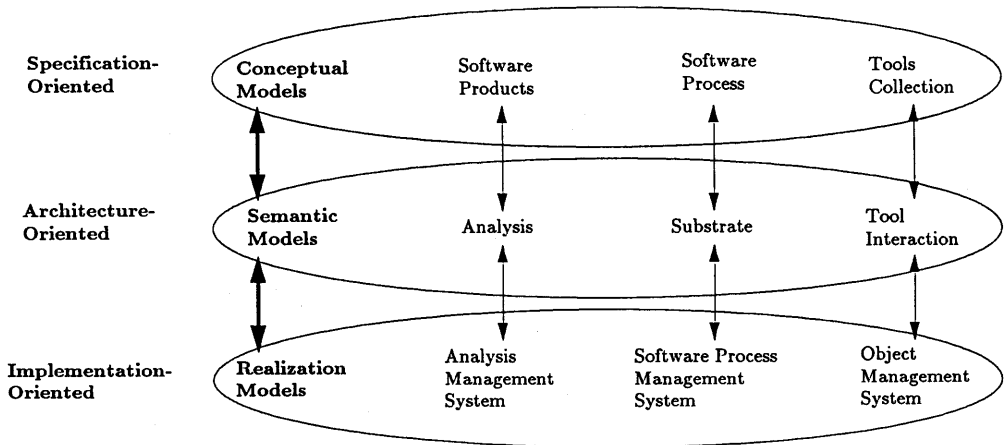 Specification-
Oriented
Conceptual
Models
Software
Products
Software
Process
Tools
Collection
Architecture-
Oriented
Semantic
Models
Analysis
Substrate
Tool
Interaction
Implementation-
Oriented
Realization
Models
Analysis
Management
System
Software Process
Management
System
Object
Management
System